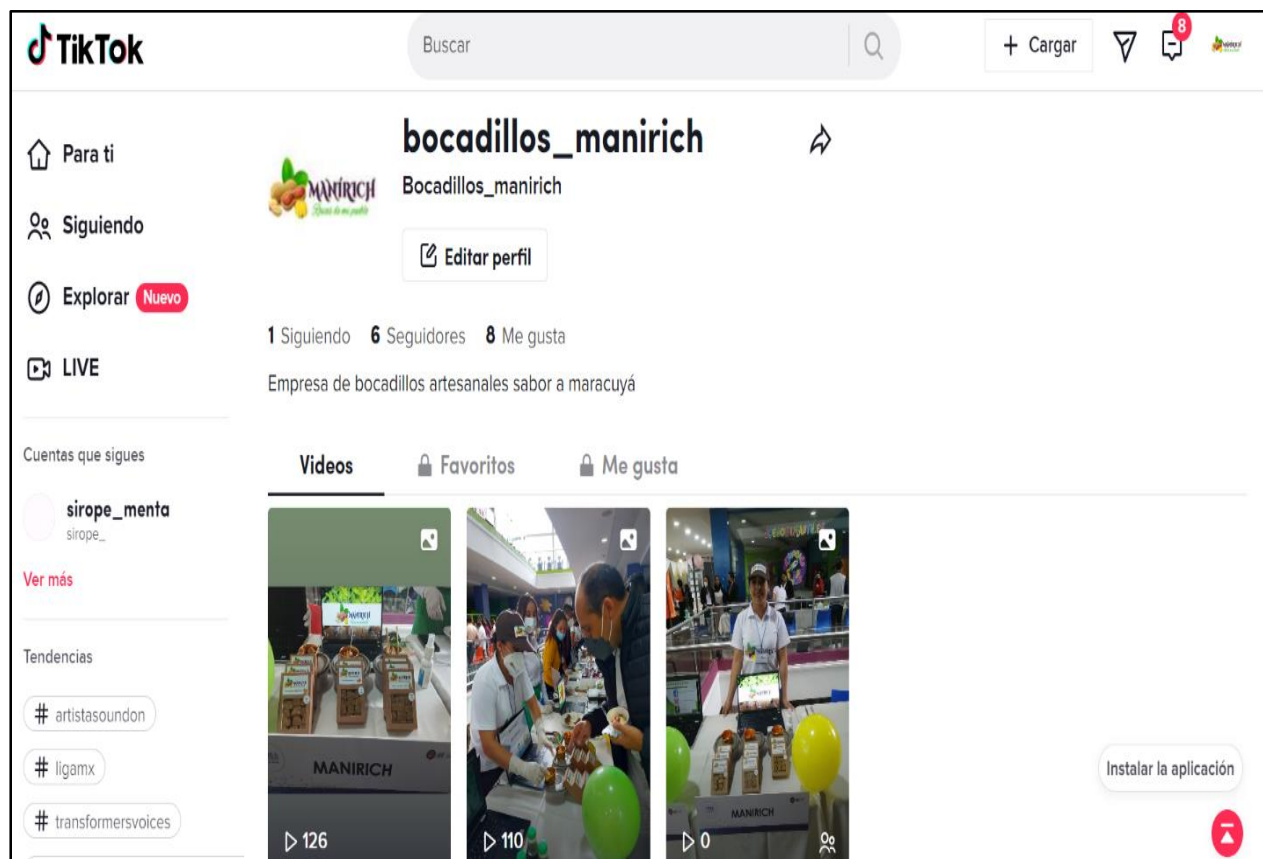 TikTok
Buscar
Cargar
8
Para ti
Siguiendo
Explorar Nuevo
LIVE
bocadillos_manirich
Bocadillos_manirich
MANÍRICH
Editar perfil
1 Siguiendo 6 Seguidores 8 Me gusta
Empresa de bocadillos artesanales sabor a maracuyá
Cuentas que sigues
sirope_menta
sirope_
Ver más
Tendencias
# artistasoundon
# ligamx
# transformersvoices
Videos Favoritos Me gusta
MANIRICH
126
110
MANIRICH
0
Instalar la aplicación